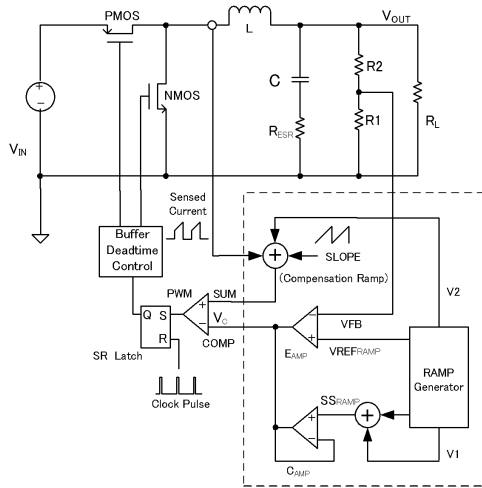 PMOS
NMOS
L
VOUT
C
RESR
R2
R1
RL
VIN
Sensed
Current
Buffer
Deadtime
Control
SLOPE
(Compensation Ramp)
PWM
SUM
Q S
R
VC
COMP
SR Latch
Clock Pulse
EAMP
VFB
VREFRAMP
V2
RAMP
Generator
SSRAMP
CAMP
V1